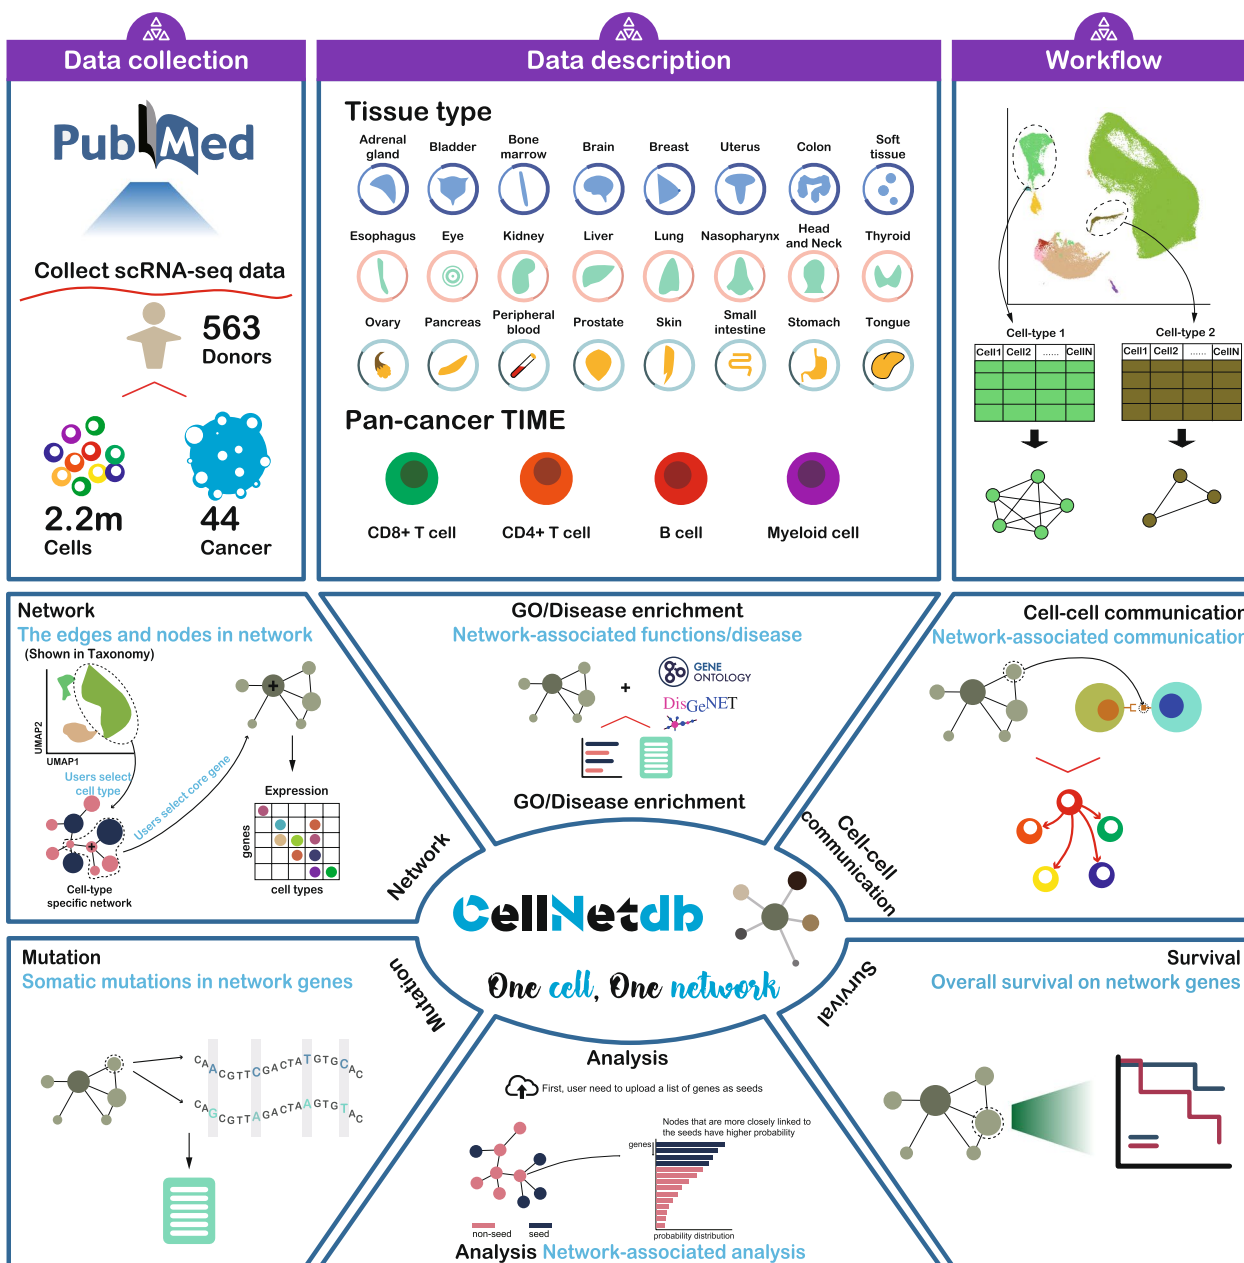 Data collection
PubMed
Collect scRNA-seq data
563
Donors
2.2m
Cells
44
Cancer
Data description
Tissue type
Adrenal gland
Bladder
Bone marrow
Brain
Breast
Uterus
Colon
Soft tissue
Esophagus
Eye
Kidney
Liver
Lung
Nasopharynx
Head and Neck
Thyroid
Ovary
Pancreas
Peripheral blood
Prostate
Skin
Small intestine
Stomach
Tongue
Pan-cancer TIME
CD8+ T cell
CD4+ T cell
B cell
Myeloid cell
Workflow
Cell-type 1
Cell1 Cell2 ...... CellN
Cell-type 2
Cell1 Cell2 ...... CellN
Network
The edges and nodes in network
(Shown in Taxonomy)
UMAP2
UMAP1
Users select
cell type
Users select core gene
Cell-type
specific network
+
+
Expression
genes
cell types
Network
GO/Disease enrichment
Network-associated functions/disease
+
GENE
ONTOLOGY
DisGeNET
GO/Disease enrichment
Cell-cell communication
Network-associated communication
Cell-cell
communication
CellNetdb
One cell, One network
Mutation
Somatic mutations in network genes
Mutation
CAACGTTCGACTATGTGCAC
CAGCGTTAGACTAAGTGTAC
Analysis
First, user need to upload a list of genes as seeds
Nodes that are more closely linked to
the seeds have higher probability
genes
probability distribution
non-seed
seed
Analysis Network-associated analysis
Survival
Overall survival on network genes
Survival